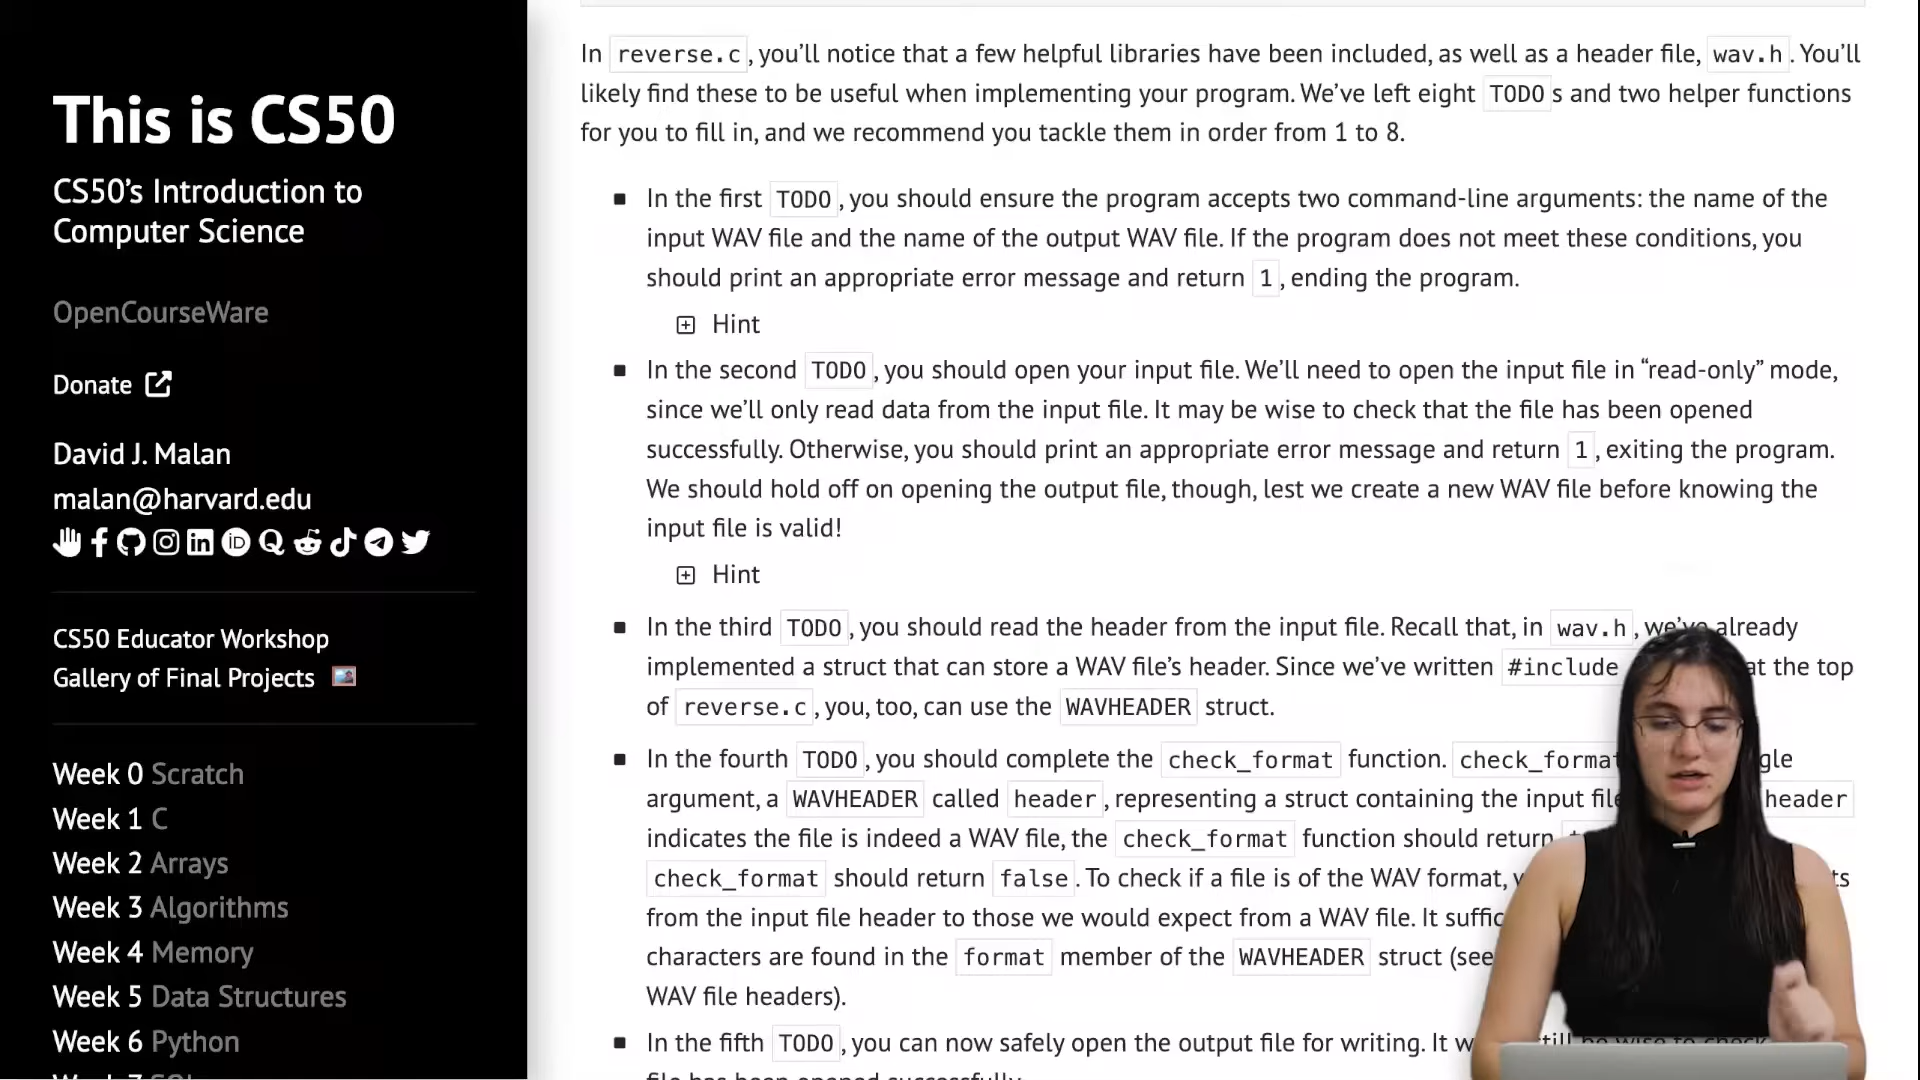 This is CS50
CS50’s Introduction to
Computer Science
OpenCourseWare
Donate
David J. Malan
malan@harvard.edu
CS50 Educator Workshop
Gallery of Final Projects
Week 0 Scratch
Week 1 C
Week 2 Arrays
Week 3 Algorithms
Week 4 Memory
Week 5 Data Structures
Week 6 Python
In reverse.c, you’ll notice that a few helpful libraries have been included, as well as a header file, wav.h. You’ll
likely find these to be useful when implementing your program. We’ve left eight TODOs and two helper functions
for you to fill in, and we recommend you tackle them in order from 1 to 8.
In the first TODO, you should ensure the program accepts two command-line arguments: the name of the
input WAV file and the name of the output WAV file. If the program does not meet these conditions, you
should print an appropriate error message and return 1, ending the program.
Hint
In the second TODO, you should open your input file. We’ll need to open the input file in “read-only” mode,
since we’ll only read data from the input file. It may be wise to check that the file has been opened
successfully. Otherwise, you should print an appropriate error message and return 1, exiting the program.
We should hold off on opening the output file, though, lest we create a new WAV file before knowing the
input file is valid!
Hint
In the third TODO, you should read the header from the input file. Recall that, in wav.h, we’ve already
implemented a struct that can store a WAV file’s header. Since we’ve written #include at the top
of reverse.c, you, too, can use the WAVHEADER struct.
In the fourth TODO, you should complete the check_format function. check_format
argument, a WAVHEADER called header, representing a struct containing the input header
indicates the file is indeed a WAV file, the check_format function should return
check_format should return false. To check if a file is of the WAV format,
from the input file header to those we would expect from a WAV file. It
characters are found in the format member of the WAVHEADER struct (see
WAV file headers).
In the fifth TODO, you can now safely open the output file for writing. It still be wise to check
file has been opened successfully